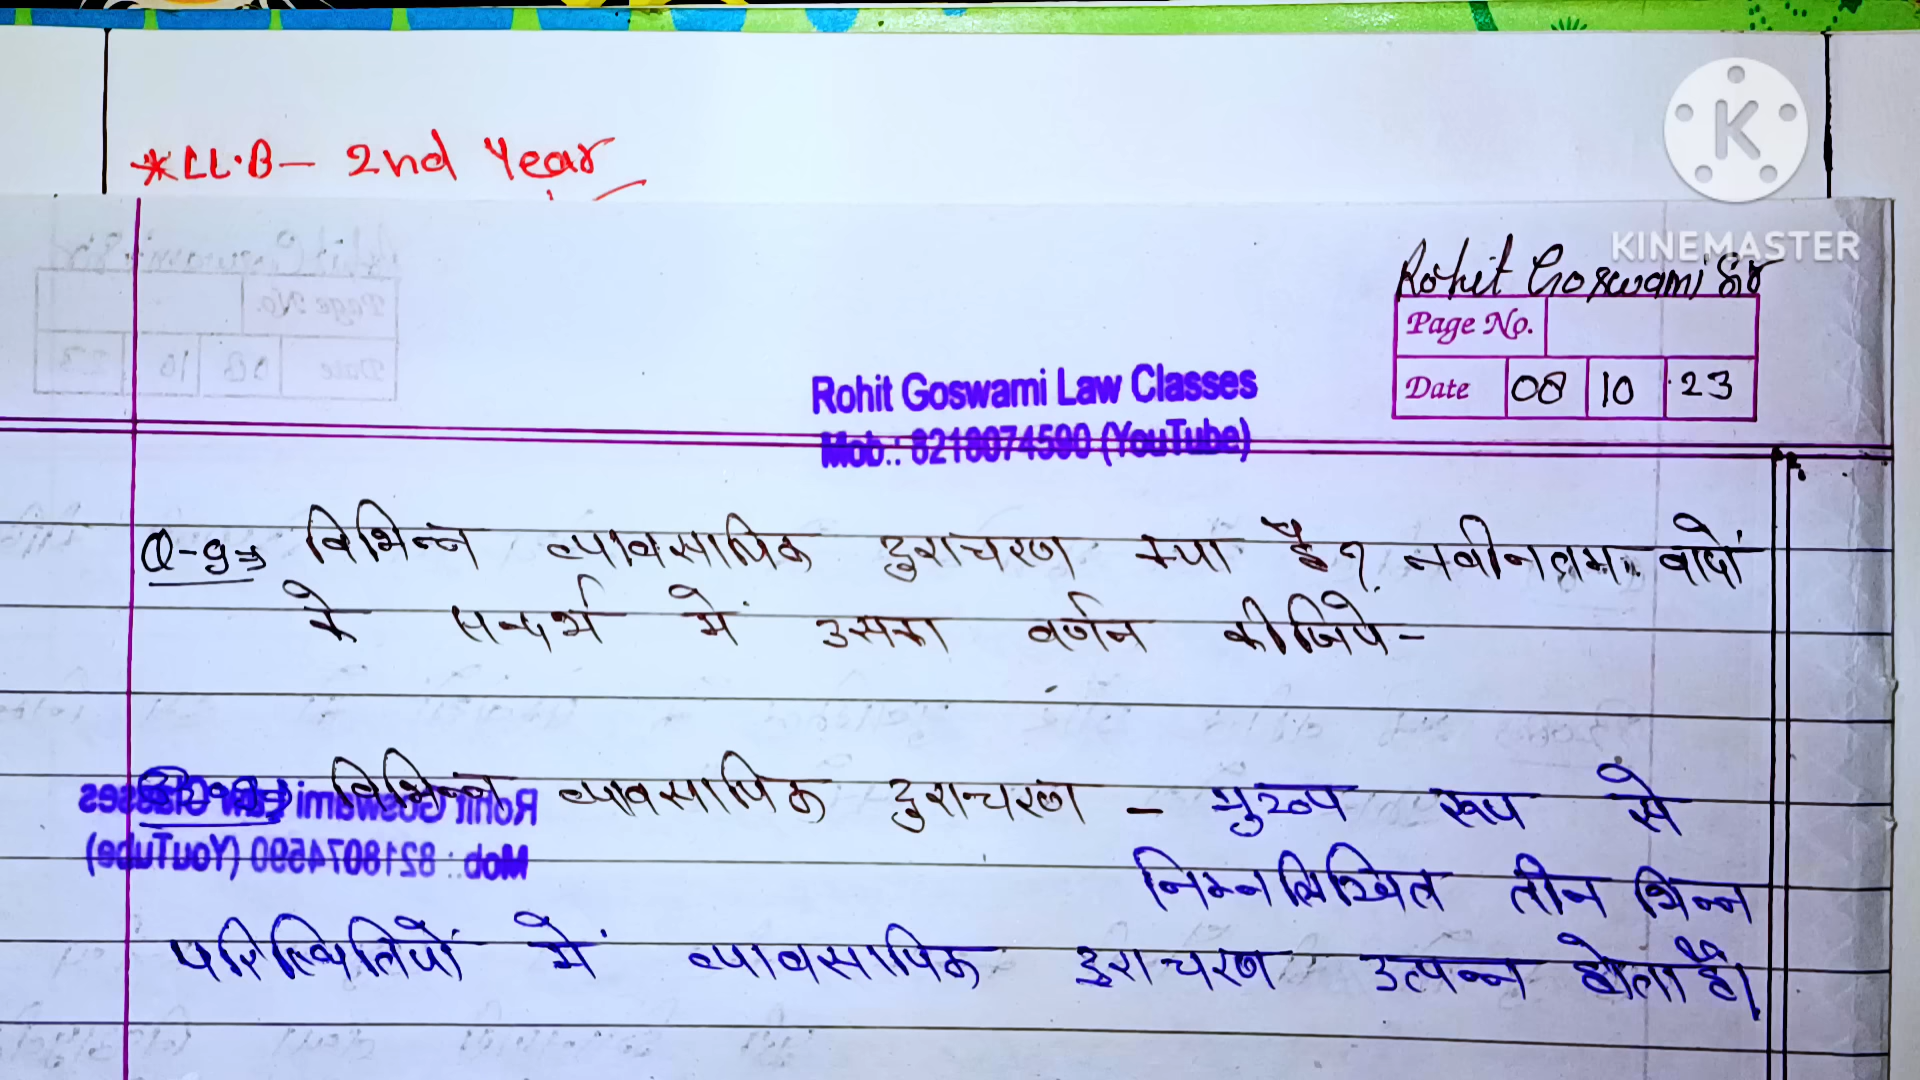 *LL.B- 2nd Year
KINEMASTER
Rohit Goswami Sir
Page No.
Date 08 10 23
Rohit Goswami Law Classes
Mob.: 8218074590 (YouTube)
Q-9⇒ विभिन्न व्यावसायिक दुराचरण क्या है? नवीनतम वादों
के सन्दर्भ में उसका वर्णन कीजिये-
विभिन्न व्यावसायिक दुराचरण - मुख्य रूप से
निम्नलिखित तीन भिन्न
परिस्थितियों में व्यावसायिक दुराचरण उत्पन्न होता है।